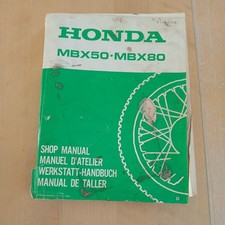 HONDA
MBX50·MBX80
SHOP MANUAL
MANUEL D'ATELIER
WERKSTATT-HANDBUCH
MANUAL DE TALLER